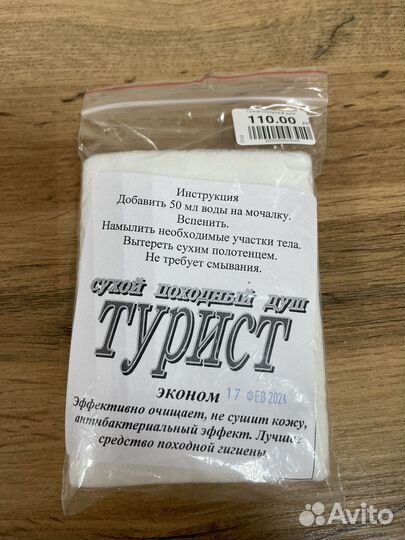 110.00
Инструкция
Добавить 50 мл воды на мочалку.
Вспенить.
Намылить необходимые участки тела.
Вытереть сухим полотенцем.
Не требует смывания.
сухой походный душ
ТУРИСТ
эконом 17 ФЕВ 2024
Эффективно очищает, не сушит кожу,
антибактериальный эффект. Лучшее
средство походной гигиены
Avito